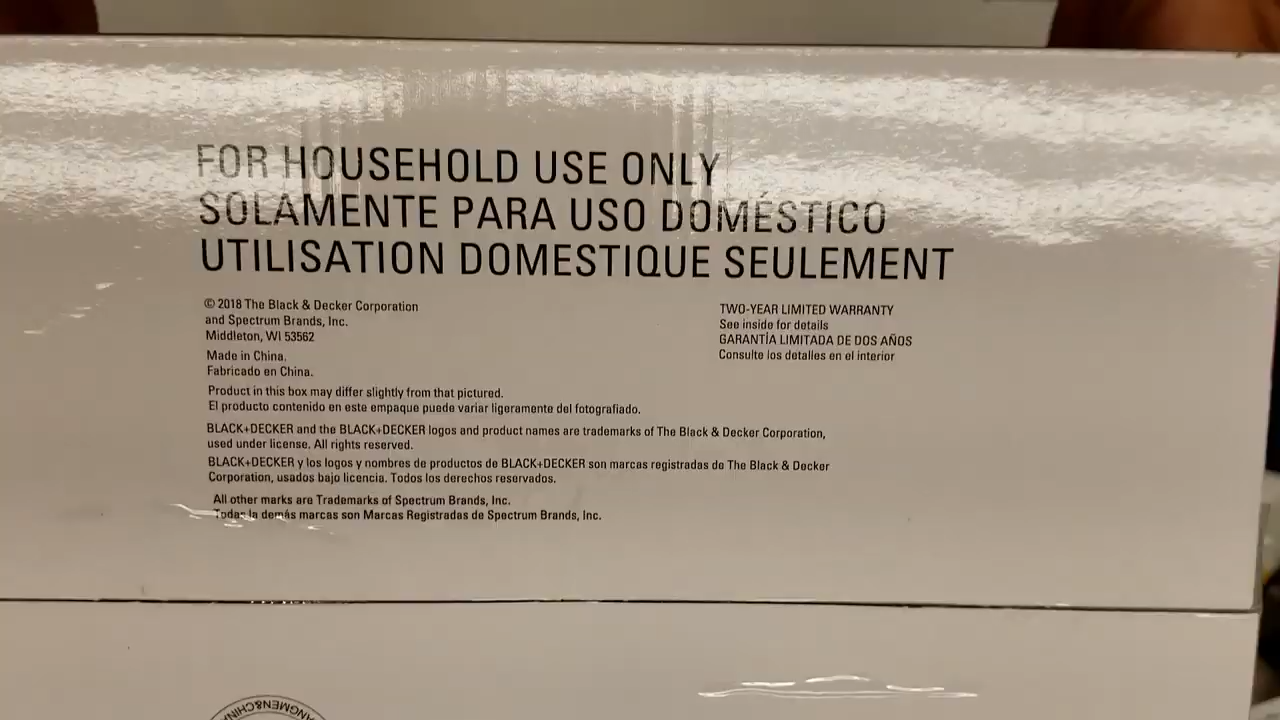 FOR HOUSEHOLD USE ONLY
SOLAMENTE PARA USO DOMÉSTICO
UTILISATION DOMESTIQUE SEULEMENT
© 2018 The Black & Decker Corporation
and Spectrum Brands, Inc.
Middleton, WI 53562
Made in China.
Fabricado en China.
TWO-YEAR LIMITED WARRANTY
See inside for details
GARANTÍA LIMITADA DE DOS AÑOS
Consulte los detalles en el interior
Product in this box may differ slightly from that pictured.
El producto contenido en este empaque puede variar ligeramente del fotografiado.
BLACK+DECKER and the BLACK+DECKER logos and product names are trademarks of The Black & Decker Corporation,
used under license. All rights reserved.
BLACK+DECKER y los logos y nombres de productos de BLACK+DECKER son marcas registradas de The Black & Decker
Corporation, usados bajo licencia. Todos los derechos reservados.
All other marks are Trademarks of Spectrum Brands, Inc.
Todas la demás marcas son Marcas Registradas de Spectrum Brands, Inc.